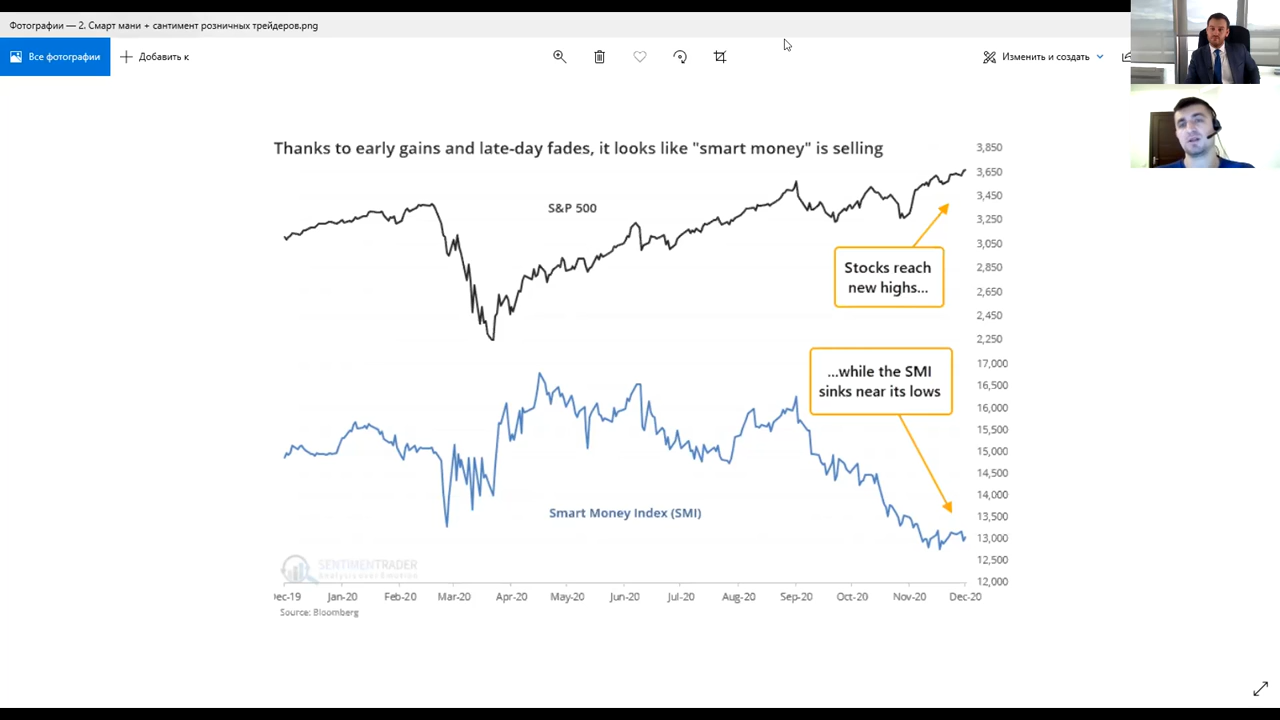 Фотографии — 2. Смарт мани + сантимент розничных трейдеров.png
Все фотографии
Добавить к
Изменить и создать
Thanks to early gains and late-day fades, it looks like "smart money" is selling
3,850
3,650
3,450
3,250
3,050
2,850
2,650
2,450
2,250
S&P 500
Stocks reach
new highs...
17,000
16,500
16,000
15,500
15,000
14,500
14,000
13,500
13,000
12,500
12,000
...while the SMI
sinks near its lows
Smart Money Index (SMI)
SENTIMENTRADER
Analysis over Emotion
Dec-19 Jan-20 Feb-20 Mar-20 Apr-20 May-20 Jun-20 Jul-20 Aug-20 Sep-20 Oct-20 Nov-20 Dec-20
Source: Bloomberg